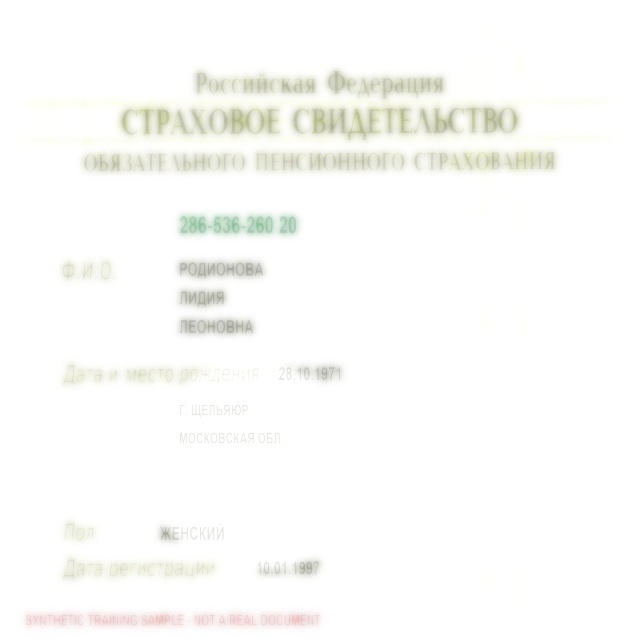 Российская Федерация
СТРАХОВОЕ СВИДЕТЕЛЬСТВО
ОБЯЗАТЕЛЬНОГО ПЕНСИОННОГО СТРАХОВАНИЯ
286-536-260 20
Ф.И.О. РОДИОНОВА
ЛИДИЯ
ЛЕОНОВНА
Дата и место рождения 28.10.1971
Г. ЩЕЛЬЯЮР
МОСКОВСКАЯ ОБЛ
Пол ЖЕНСКИЙ
Дата регистрации 10.01.1997
SYNTHETIC TRAINING SAMPLE - NOT A REAL DOCUMENT